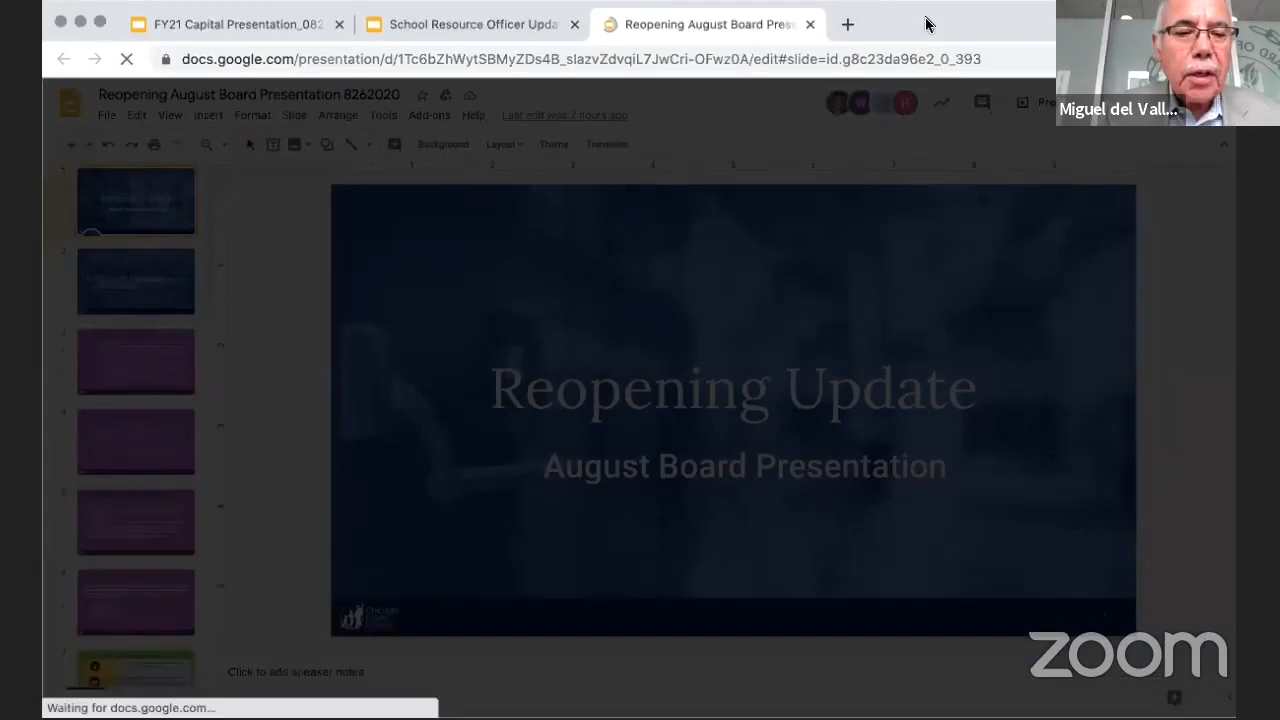 FY21 Capital Presentation_082
School Resource Officer Upda
Reopening August Board Pres
docs.google.com/presentation/d/1Tc6bZhWytSBMyZDs4B_slazvZdvqiL7JwCri-OFwz0A/edit#slide=id.g8c23da96e2_0_393
Miguel del Vall...
Reopening August Board Presentation 8262020
File Edit View Insert Format Slide Arrange Tools Add-ons Help Last edit was 2 hours ago
Background Layout Theme Transition
Reopening Update
August Board Presentation
Chicago
Click to add speaker notes
zoom
Waiting for docs.google.com...